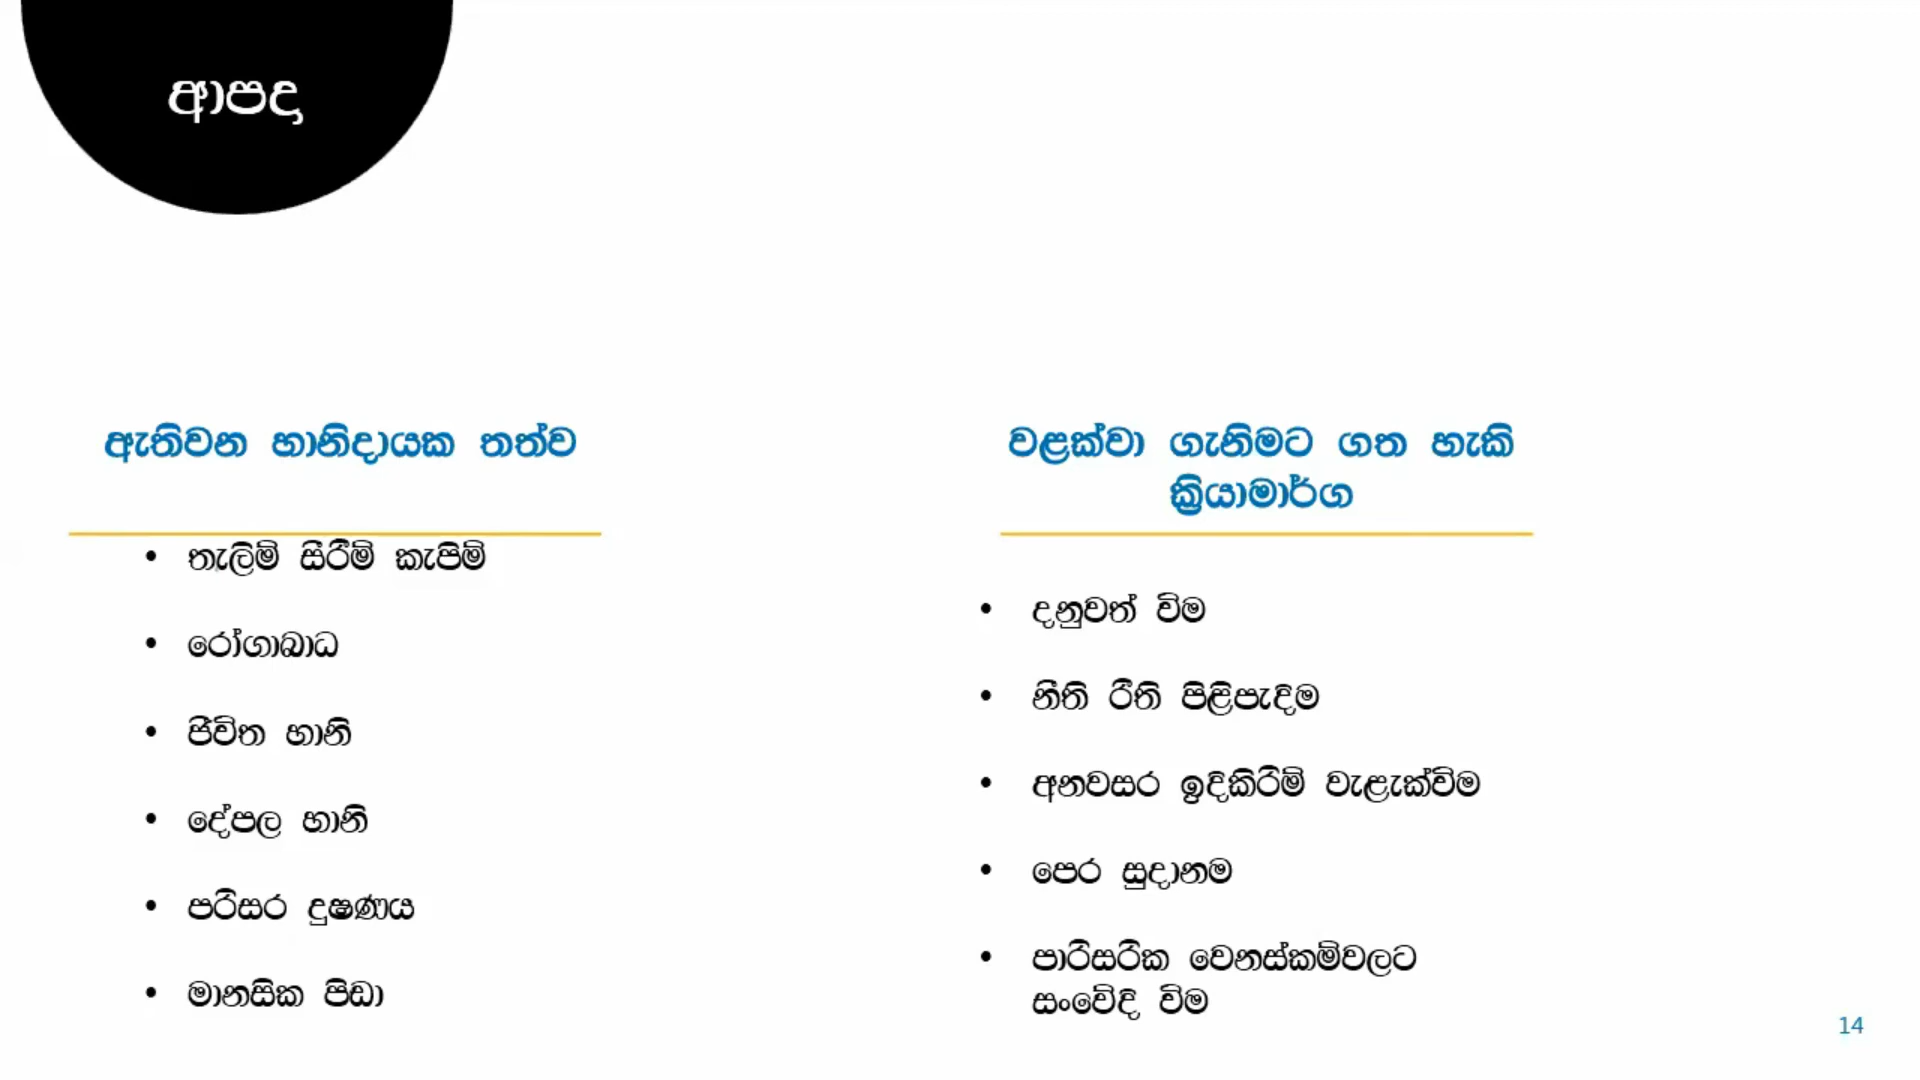 ආපදා
ඇතිවන හානිදායක තත්ව
තැලිම් සීරීම් කැපිම්
රෝගාබාධ
ජීවිත හානි
දේපල හානි
පරිසර දුෂණය
මානසික පිඩා
වළක්වා ගැනිමට ගත හැකි
ක්‍රියාමාර්ග
දනුවත් විම
නීති රීති පිළිපැදිම
අනවසර ඉදිකිරිම් වැළැක්විම
පෙර සුදානම
පාරිසරික වෙනස්කම්වලට
සංවේදි විම
14